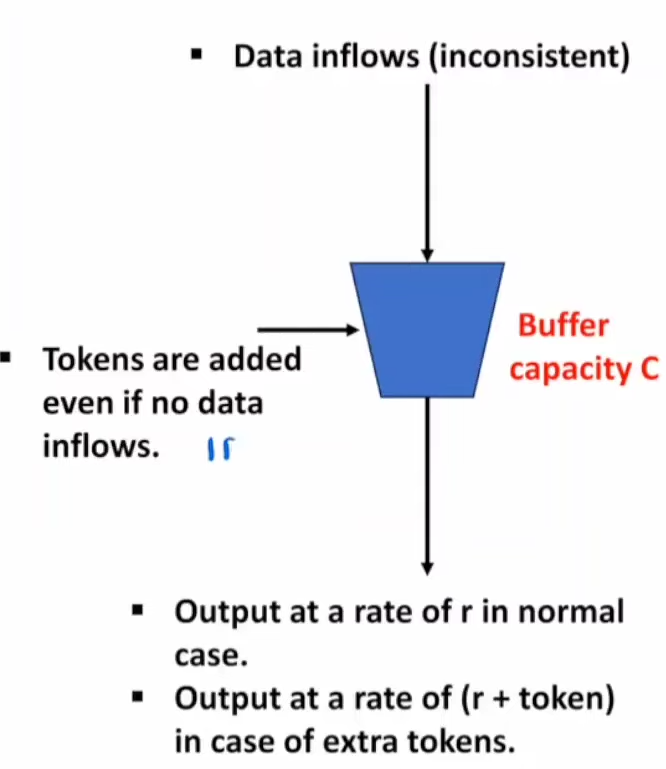 ▪ Data inflows (inconsistent)
Buffer
capacity C
▪ Tokens are added
even if no data
inflows.
▪ Output at a rate of r in normal
case.
▪ Output at a rate of (r + token)
in case of extra tokens.